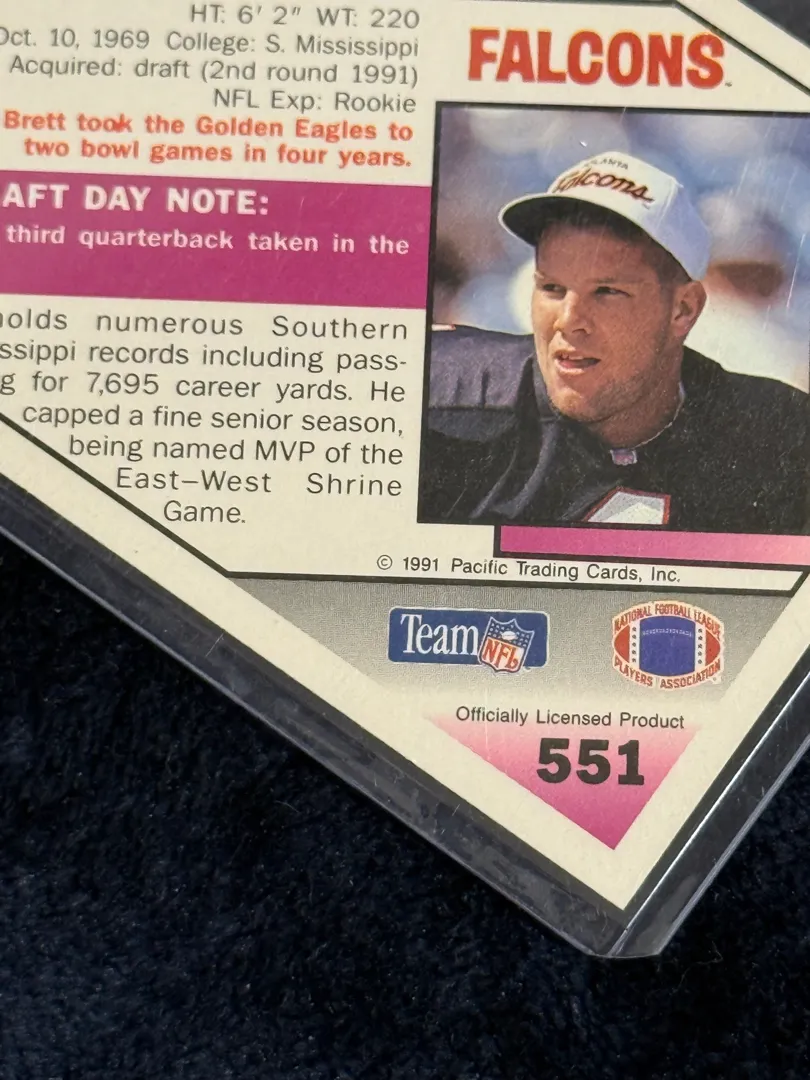 HT: 6' 2" WT: 220
Oct. 10, 1969 College: S. Mississippi
Acquired: draft (2nd round 1991)
NFL Exp: Rookie
Brett took the Golden Eagles to
two bowl games in four years.
AFT DAY NOTE:
third quarterback taken in the
olds numerous Southern
ssippi records including pass-
g for 7,695 career yards. He
capped a fine senior season,
being named MVP of the
East–West Shrine
Game.
FALCONS
ATLANTA
Falcons
© 1991 Pacific Trading Cards, Inc.
Team NFL
NATIONAL FOOTBALL LEAGUE
PLAYERS ASSOCIATION
Officially Licensed Product
551